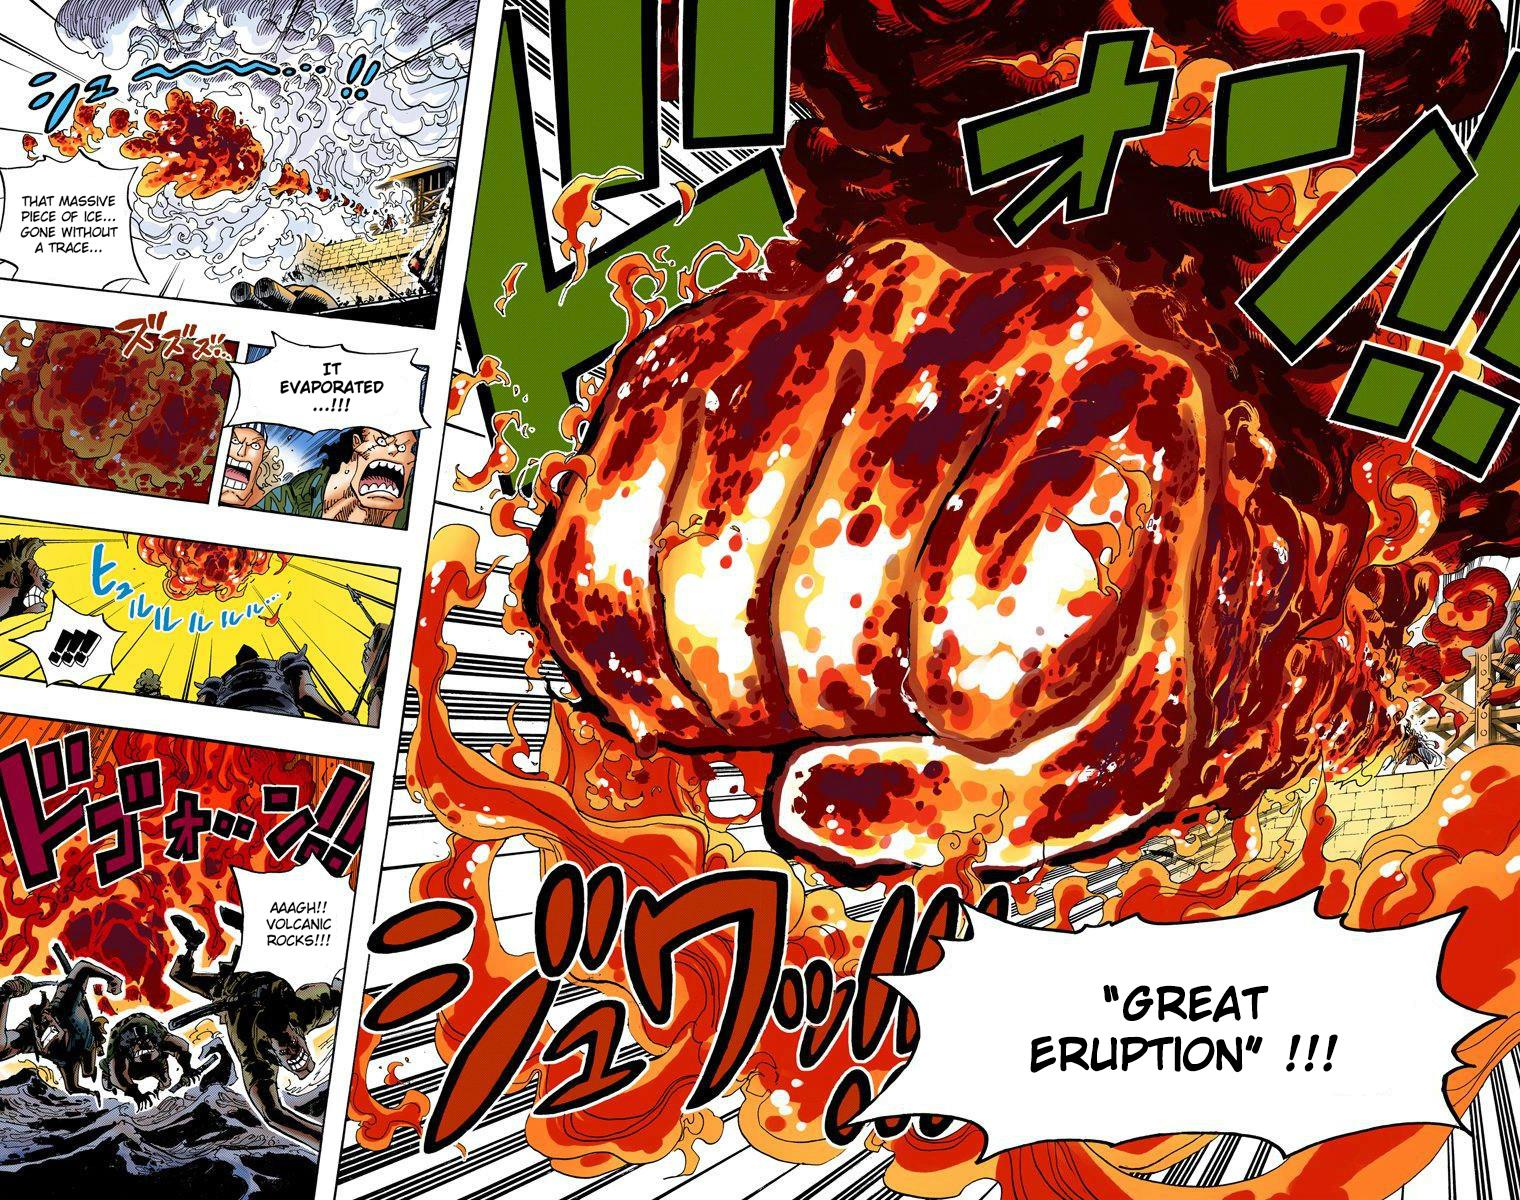 ドォン!!
ジュワッ!!!
"GREAT
ERUPTION" !!!
ジュ〜〜…!!
THAT MASSIVE
PIECE OF ICE...
GONE WITHOUT
A TRACE...
ズズズ…
IT
EVAPORATED
...!!!
ヒュルルルルル…
!!!!
ドゴォーン!!
AAAGH!!
VOLCANIC
ROCKS!!!